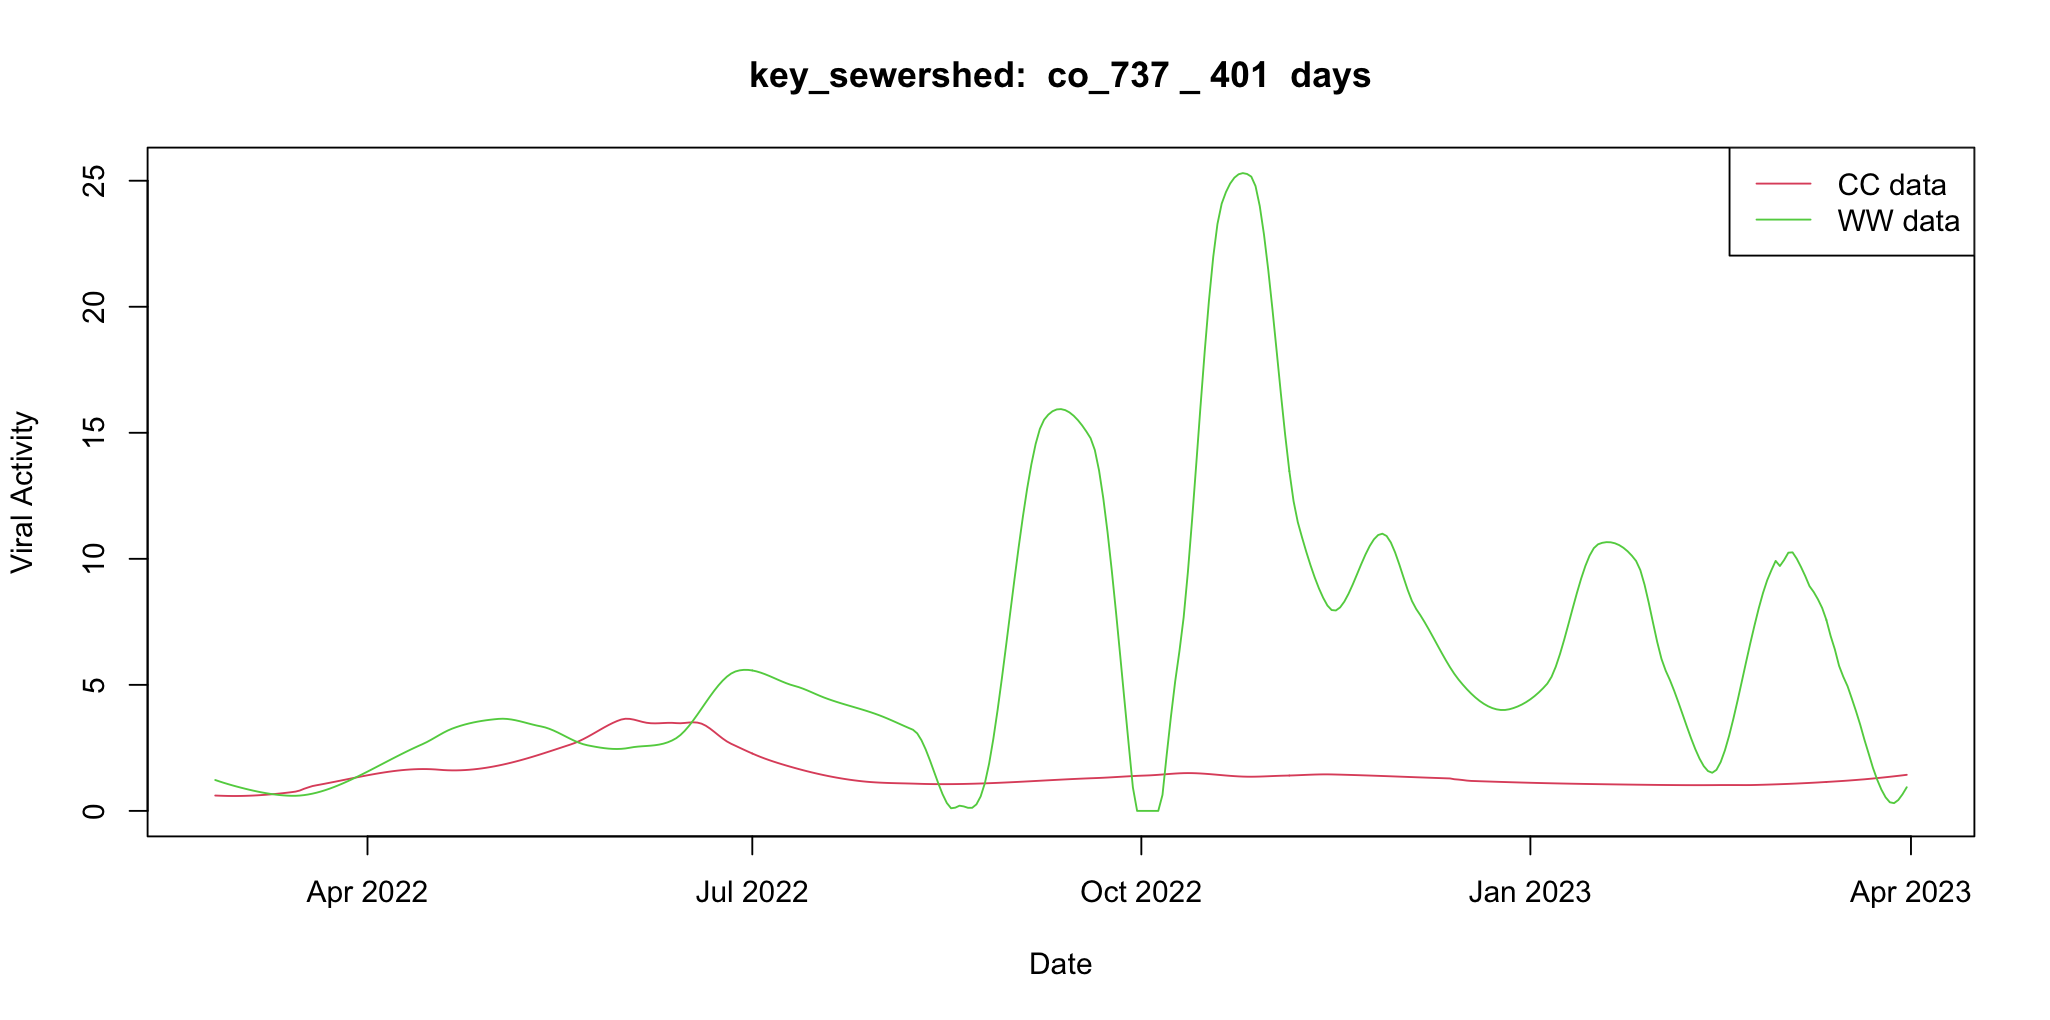 key_sewershed:  co_737 _ 401  days
CC data
WW data
Viral Activity
25
20
15
10
5
0
Apr 2022
Jul 2022
Oct 2022
Jan 2023
Apr 2023
Date